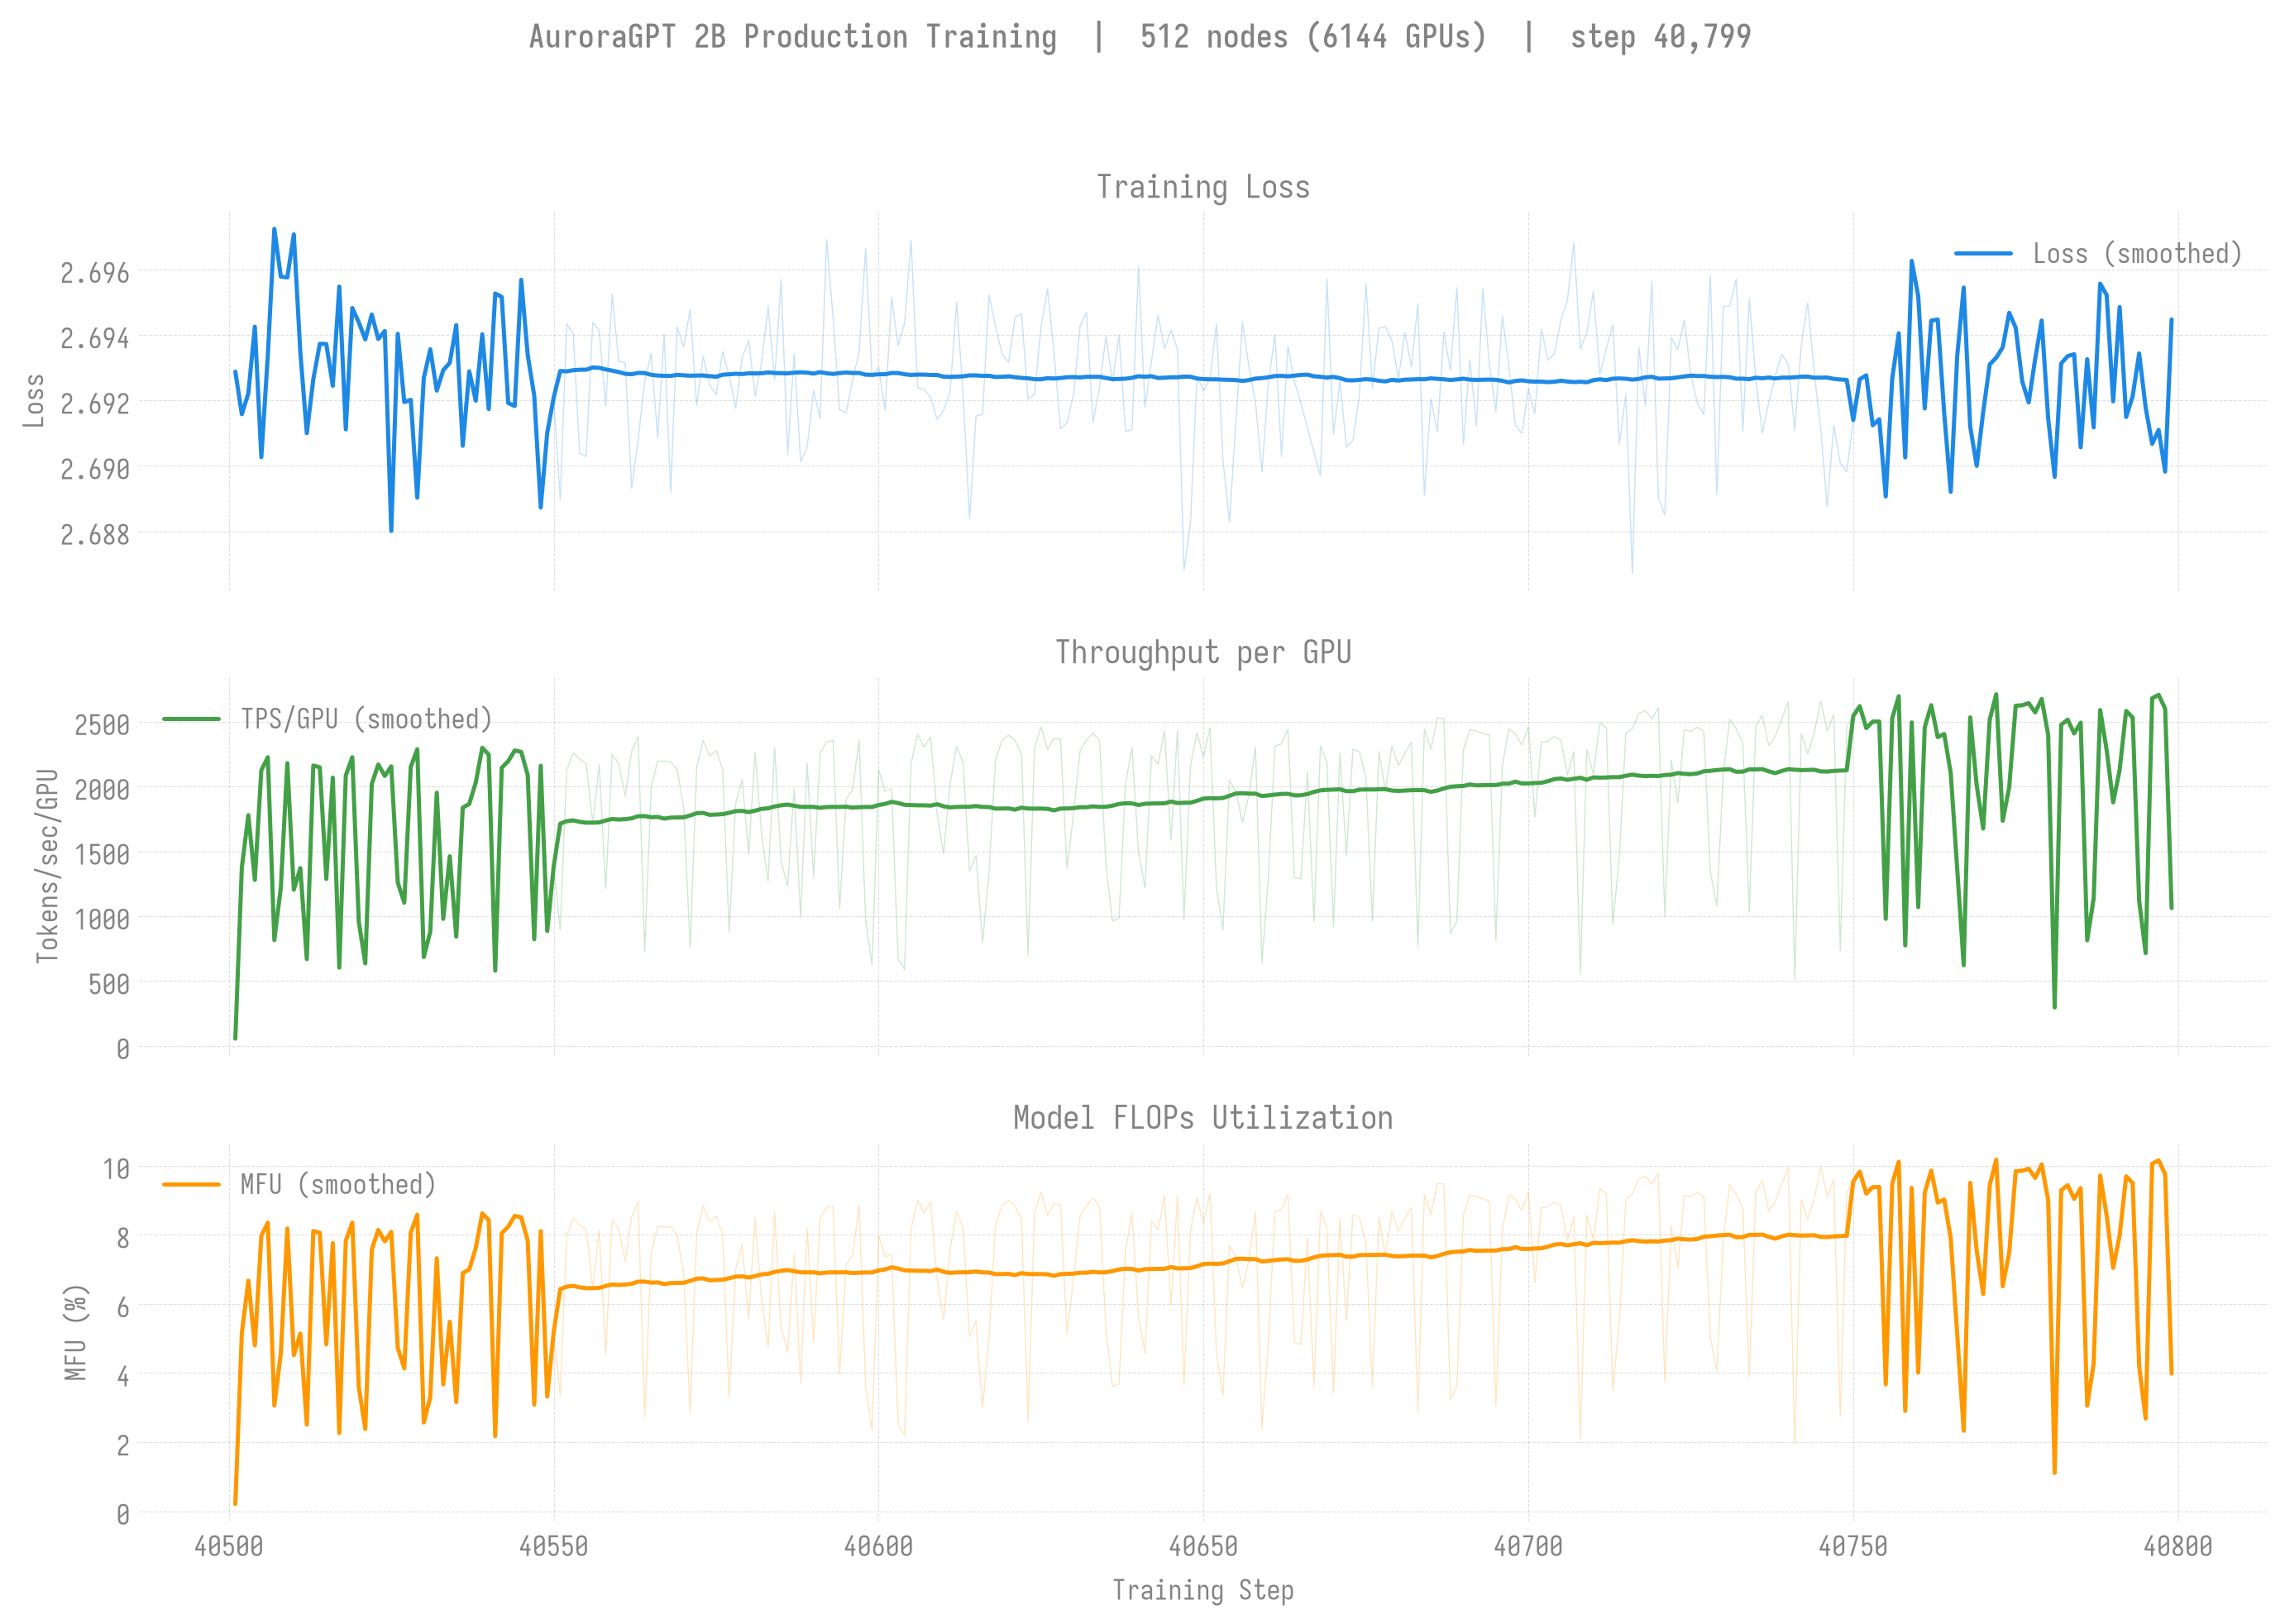 AuroraGPT 2B Production Training | 512 nodes (6144 GPUs) | step 40,799
Training Loss
Loss (smoothed)
Loss
2.696
2.694
2.692
2.690
2.688
Throughput per GPU
TPS/GPU (smoothed)
Tokens/sec/GPU
2500
2000
1500
1000
500
0
Model FLOPs Utilization
MFU (smoothed)
MFU (%)
10
8
6
4
2
0
40500 40550 40600 40650 40700 40750 40800
Training Step